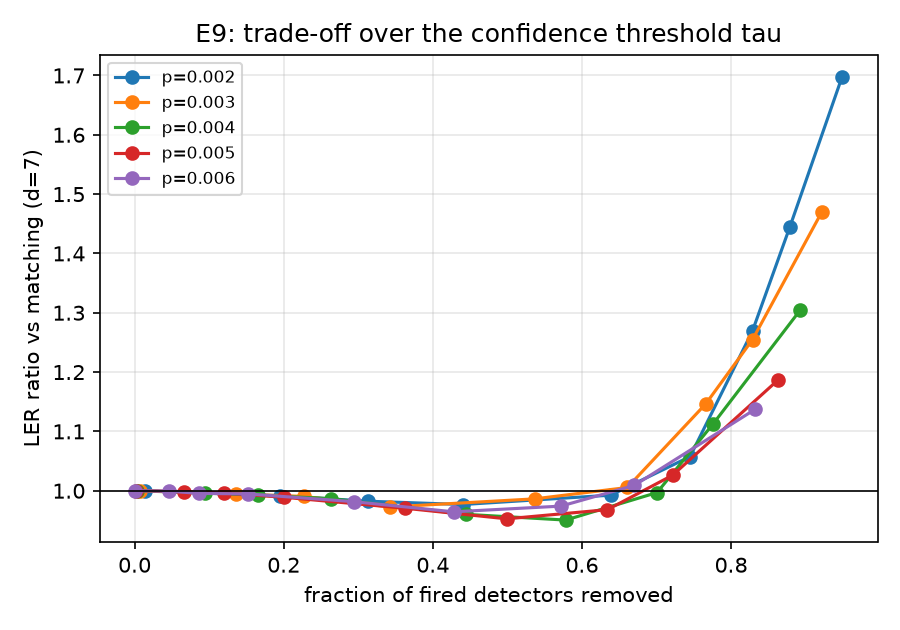 E9: trade-off over the confidence threshold tau
p=0.002
p=0.003
p=0.004
p=0.005
p=0.006
LER ratio vs matching (d=7)
1.7
1.6
1.5
1.4
1.3
1.2
1.1
1.0
0.0 0.2 0.4 0.6 0.8
fraction of fired detectors removed